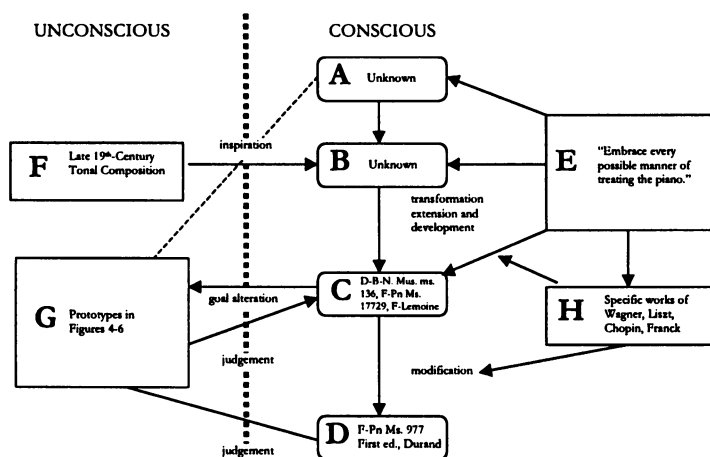 UNCONSCIOUS
CONSCIOUS
A
Unknown
inspiration
F
Late 19th-Century
Tonal Composition
B
Unknown
E
"Embrace every
possible manner of
treating the piano."
transformation
extension and
development
G
Prototypes in
Figures 4-6
goal alteration
judgement
C
D-B-N. Mus. ms.
136, F-Pn Ms.
17729, F-Lemoine
H
Specific works of
Wagner, Liszt,
Chopin, Franck
modification
D
F-Pn Ms. 977
First ed., Durand
judgement